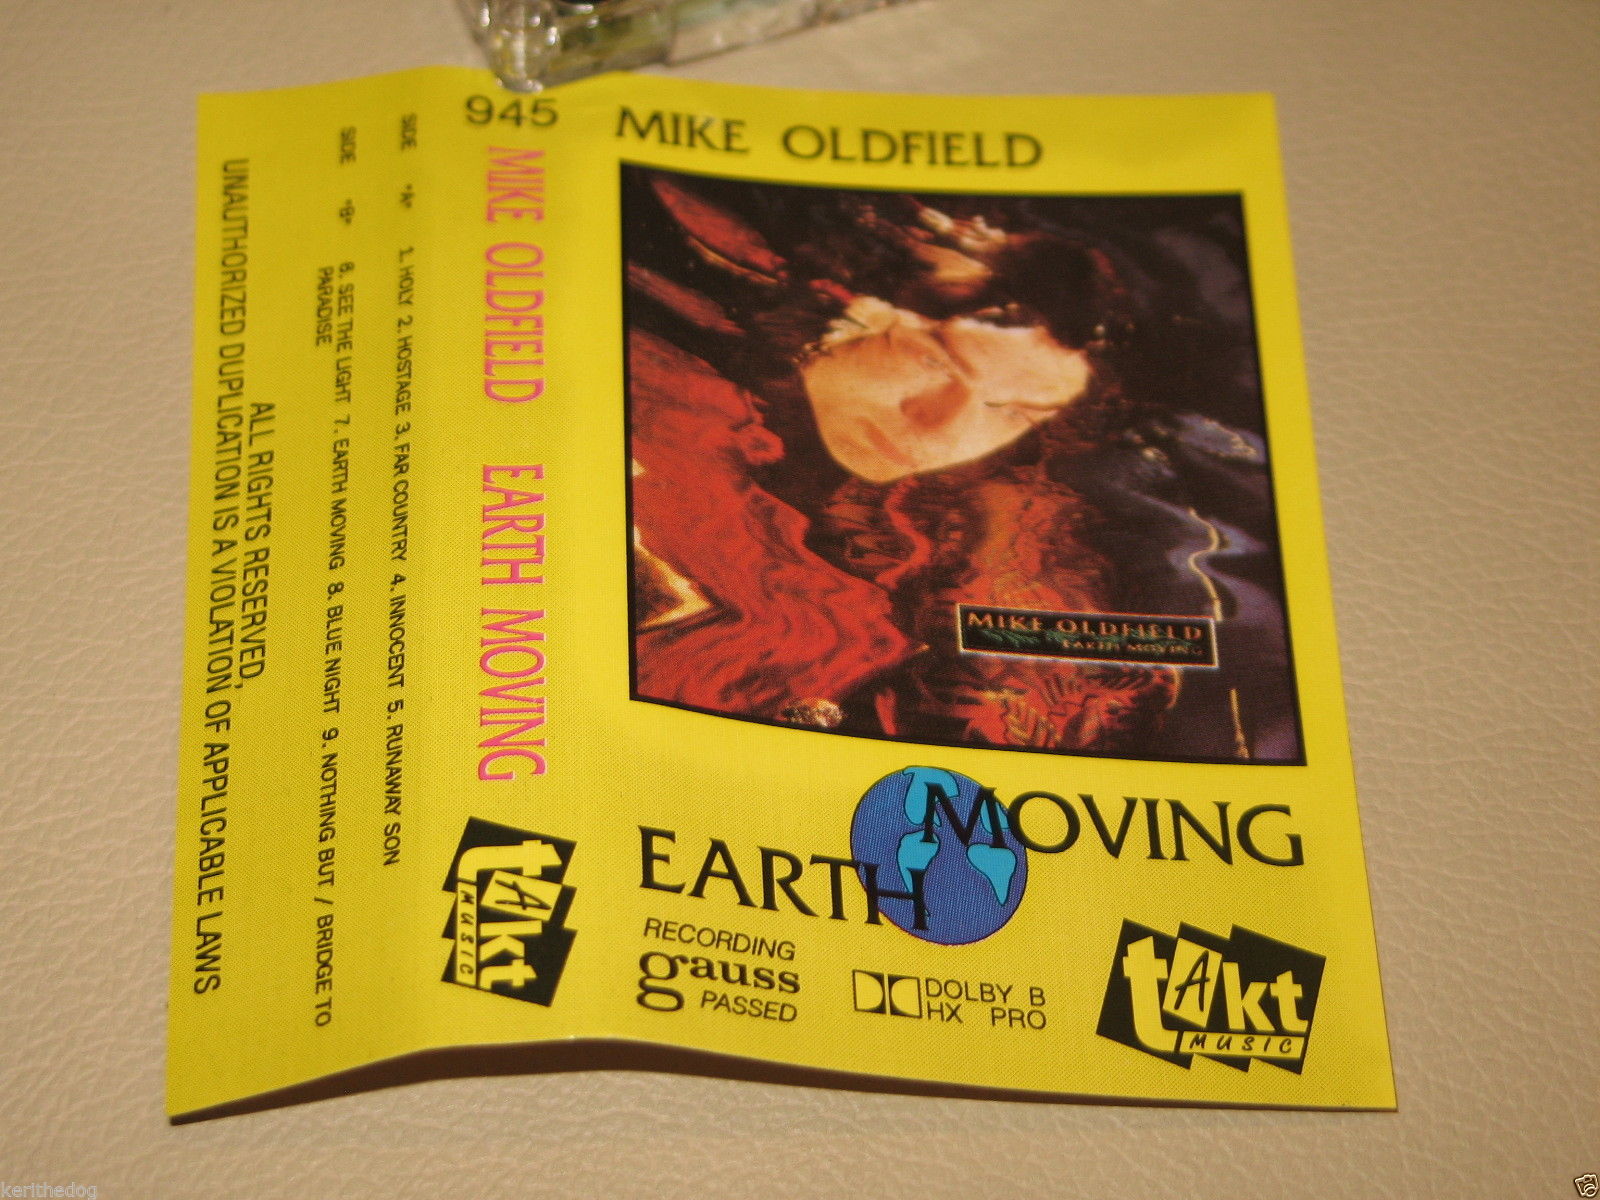 MIKE OLDFIELD
MIKE OLDFIELD
EARTH MOVING
EARTH MOVING
RECORDING
gauss
PASSED
DOLBY B
HX PRO
tAkt
MUSIC
945
MIKE OLDFIELD EARTH MOVING
tAkt
MUSIC
SIDE "A" 1. HOLY 2. HOSTAGE 3. FAR COUNTRY 4. INNOCENT 5. RUNAWAY SON
SIDE "B" 6. SEE THE LIGHT 7. EARTH MOVING 8. BLUE NIGHT 9. NOTHING BUT / BRIDGE TO
PARADISE
ALL RIGHTS RESERVED,
UNAUTHORIZED DUPLICATION IS A VIOLATION OF APPLICABLE LAWS
kerithedog